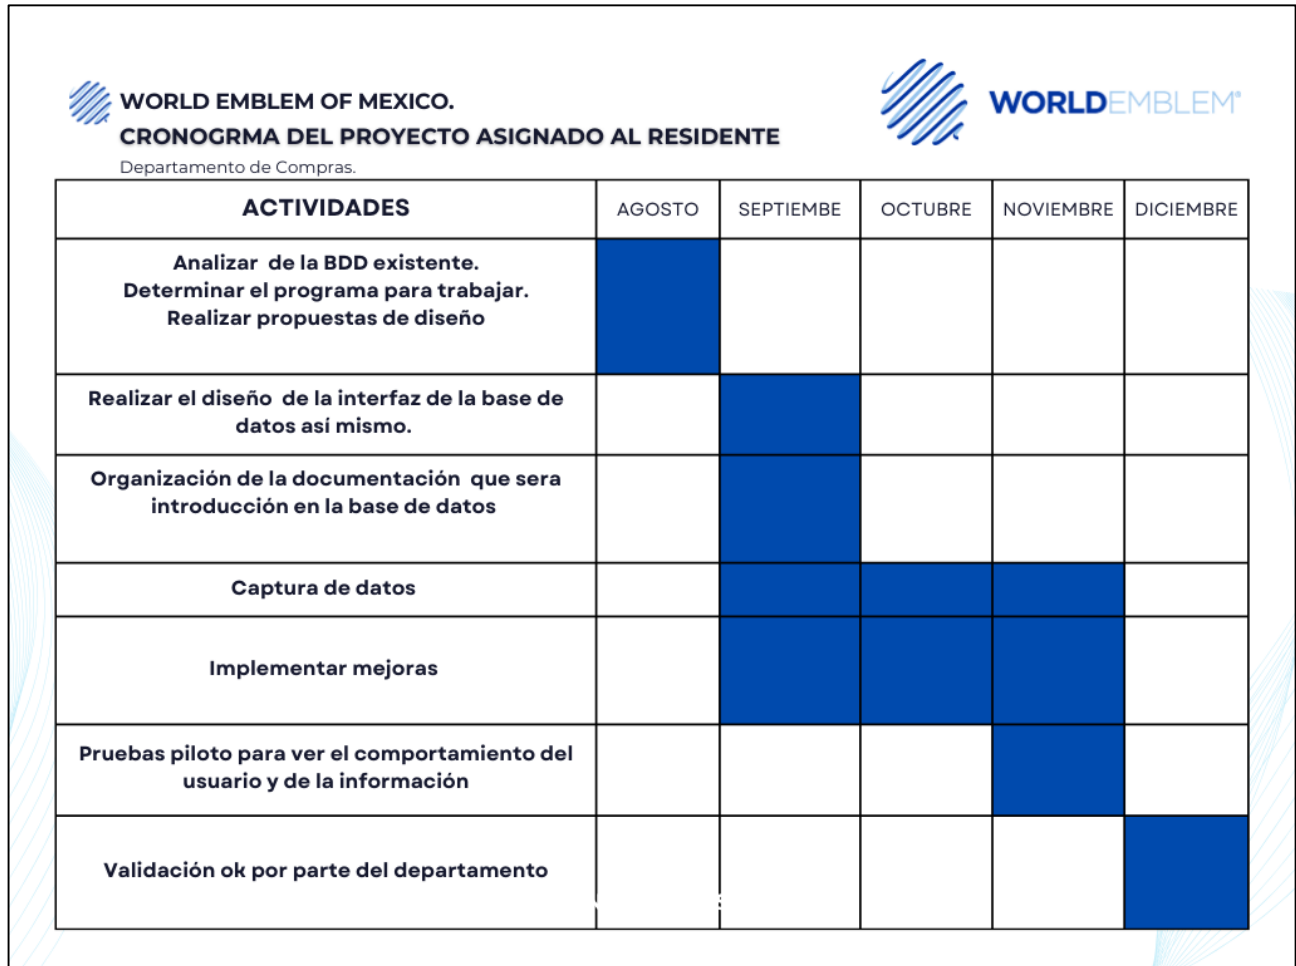 WORLD EMBLEM OF MEXICO.
CRONOGRMA DEL PROYECTO ASIGNADO AL RESIDENTE
Departamento de Compras.
WORLDEMBLEM®
ACTIVIDADES AGOSTO SEPTIEMBE OCTUBRE NOVIEMBRE DICIEMBRE
Analizar de la BDD existente.
Determinar el programa para trabajar.
Realizar propuestas de diseño
Realizar el diseño de la interfaz de la base de
datos así mismo.
Organización de la documentación que sera
introducción en la base de datos
Captura de datos
Implementar mejoras
Pruebas piloto para ver el comportamiento del
usuario y de la información
Validación ok por parte del departamento